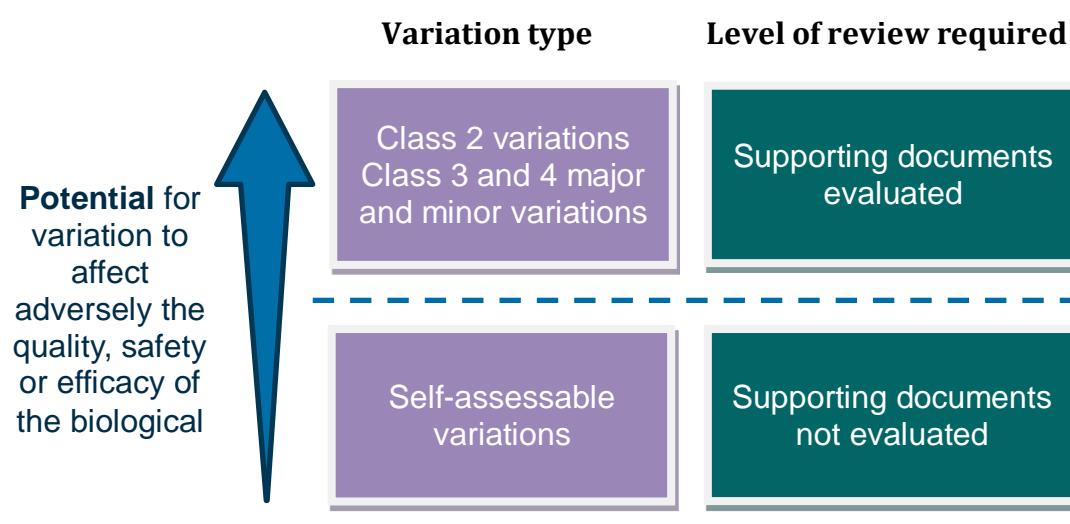 Variation type
Level of review required
Potential for
variation to
affect
adversely the
quality, safety
or efficacy of
the biological
Class 2 variations
Class 3 and 4 major
and minor variations
Supporting documents
evaluated
Self-assessable
variations
Supporting documents
not evaluated